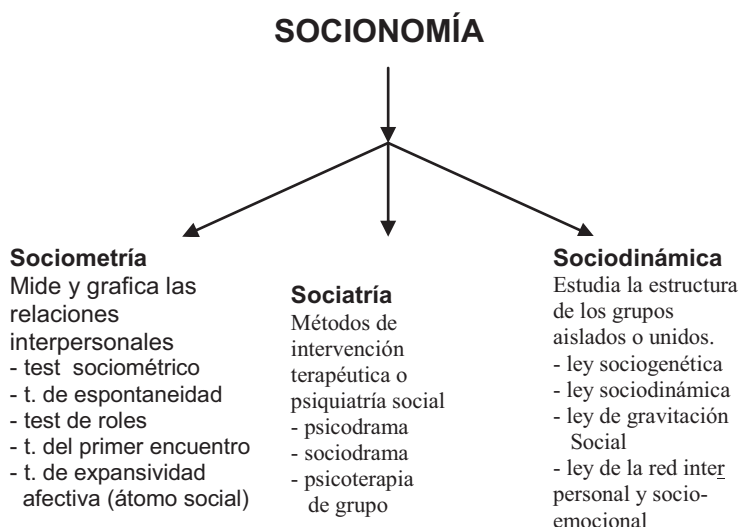 SOCIONOMÍA
Sociometría
Mide y grafica las
relaciones
interpersonales
- test sociométrico
- t. de espontaneidad
- test de roles
- t. del primer encuentro
- t. de expansividad
afectiva (átomo social)
Sociatría
Métodos de
intervención
terapéutica o
psiquiatría social
- psicodrama
- sociodrama
- psicoterapia
de grupo
Sociodinámica
Estudia la estructura
de los grupos
aislados o unidos.
- ley sociogenética
- ley sociodinámica
- ley de gravitación
Social
- ley de la red inter
personal y socio-
emocional